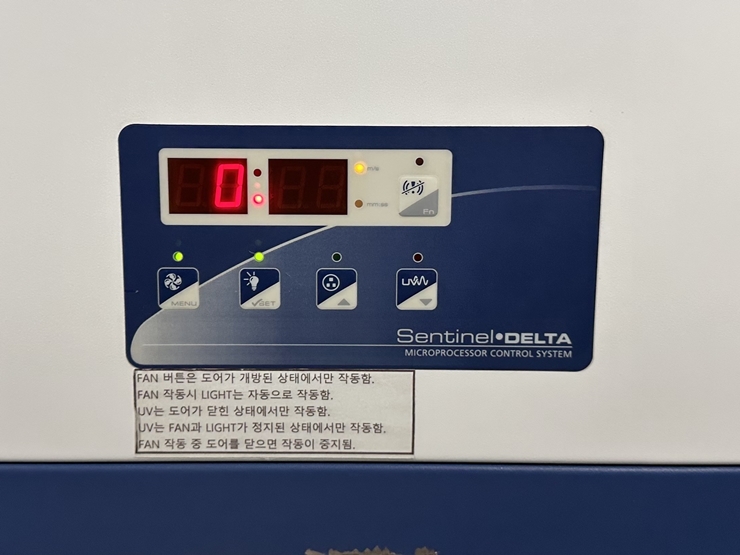 0
m/s
mm:ss
Fn
MENU
✓SET
UV
Sentinel•DELTA
MICROPROCESSOR CONTROL SYSTEM
FAN 버튼은 도어가 개방된 상태에서만 작동함.
FAN 작동시 LIGHT는 자동으로 작동함.
UV는 도어가 닫힌 상태에서만 작동함.
UV는 FAN과 LIGHT가 정지된 상태에서만 작동함.
FAN 작동 중 도어를 닫으면 작동이 중지됨.